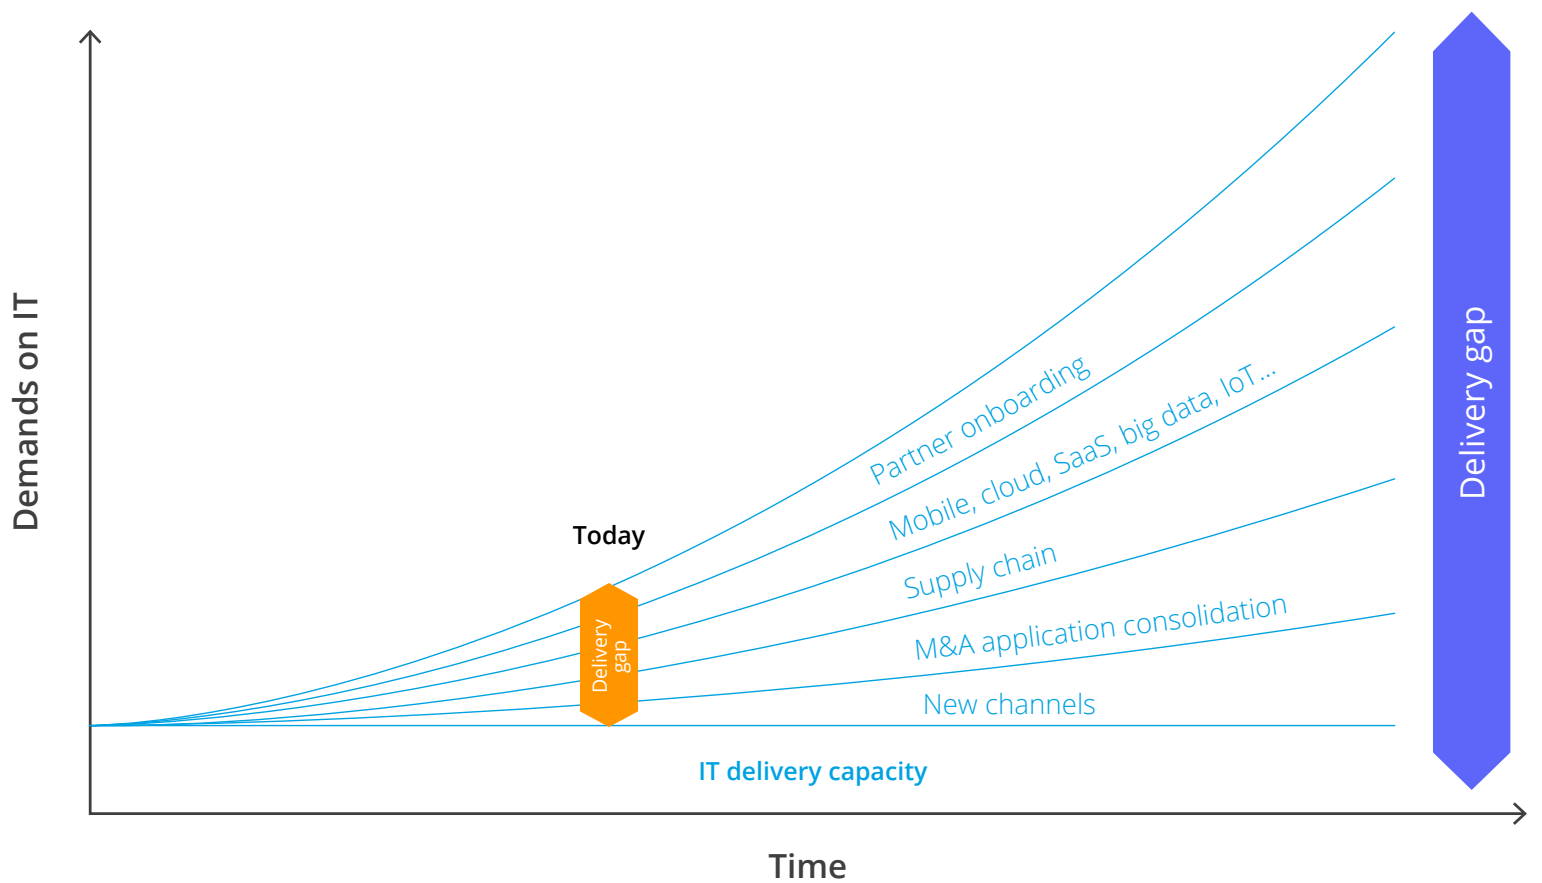 Demands on IT
Today
Delivery
gap
Partner onboarding
Mobile, cloud, SaaS, big data, IoT...
Supply chain
M&A application consolidation
New channels
IT delivery capacity
Delivery gap
Time